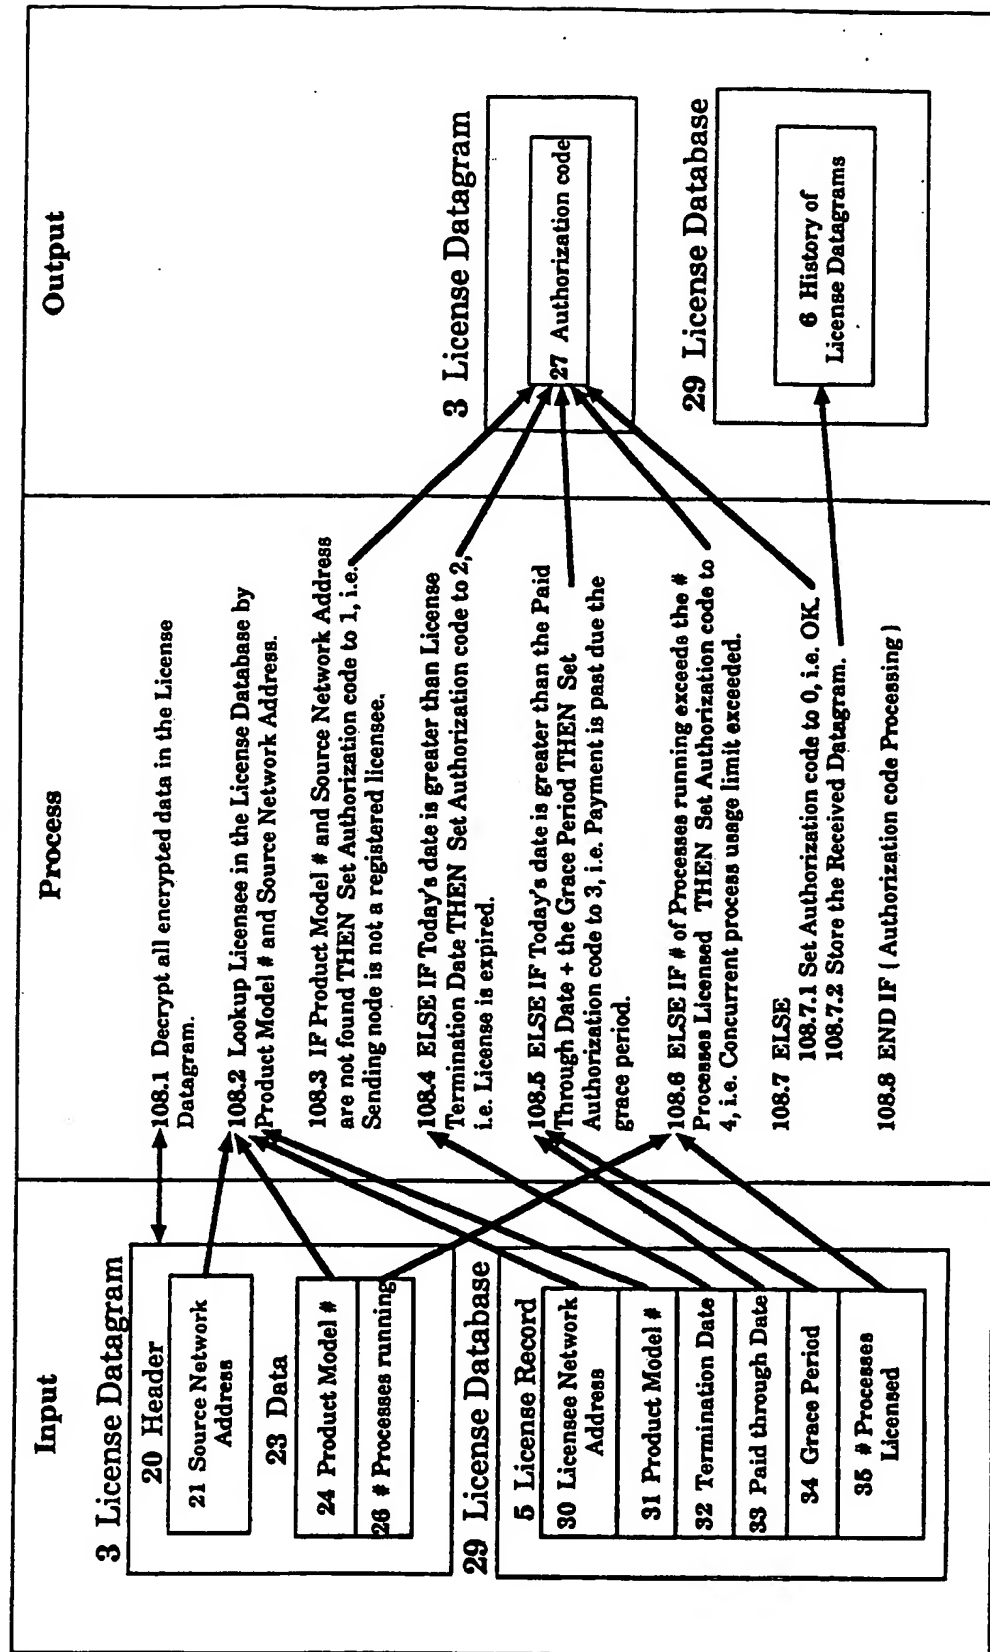 Input
3 License Datagram
20 Header
21 Source Network
Address
23 Data
24 Product Model #
26 # Processes running
29 License Database
5 License Record
30 Licensee Network
Address
31 Product Model #
32 Termination Date
33 Paid through Date
34 Grace Period
35 # Processes
Licensed
Process
108.1 Decrypt all encrypted data in the License
Datagram.
108.2 Lookup Licensee in the License Database by
Product Model # and Source Network Address.
108.3 IF Product Model # and Source Network Address
are not found THEN Set Authorization code to 1, i.e.
Sending node is not a registered licensee.
108.4 ELSE IF Today's date is greater than License
Termination Date THEN Set Authorization code to 2,
i.e. License is expired.
108.5 ELSE IF Today's date is greater than the Paid
Through Date + the Grace Period THEN Set
Authorization code to 3, i.e. Payment is past due the
grace period.
108.6 ELSE IF # of Processes running exceeds the #
Processes Licensed THEN Set Authorization code to
4, i.e. Concurrent process usage limit exceeded.
108.7 ELSE
108.7.1 Set Authorization code to 0, i.e. OK.
108.7.2 Store the Received Datagram.
108.8 END IF ( Authorization code Processing )
Output
3 License Datagram
27 Authorization code
29 License Database
6 History of
License Datagrams